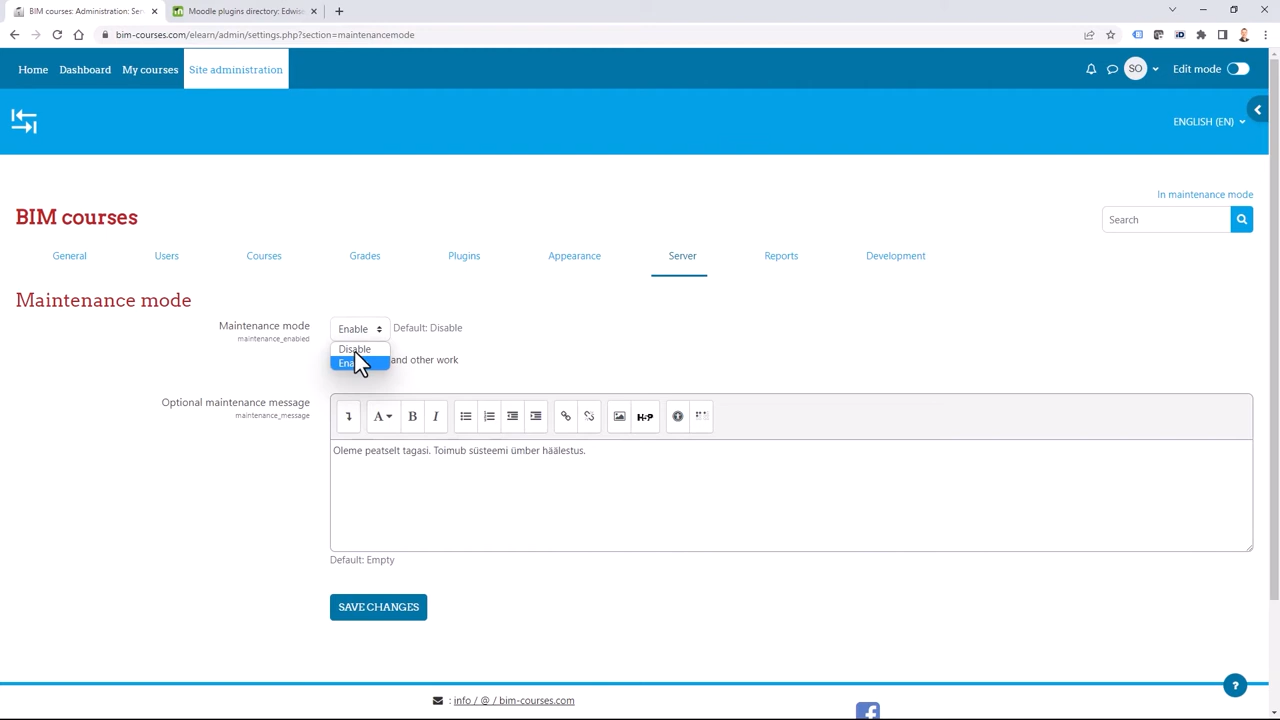 BIM courses: Administration: Se
Moodle plugins directory: Edwise
bim-courses.com/elearn/admin/settings.php?section=maintenancemode
Home Dashboard My courses Site administration SO Edit mode
ENGLISH (EN)
In maintenance mode
BIM courses
Search
General Users Courses Grades Plugins Appearance Server Reports Development
Maintenance mode
Maintenance mode Enable Default: Disable
maintenance_enabled
Disable
and other work
Optional maintenance message
maintenance_message
A B I H-P
Oleme peatselt tagasi. Toimub süsteemi ümber häälestus.
Default: Empty
SAVE CHANGES
?
: info / @ / bim-courses.com
f